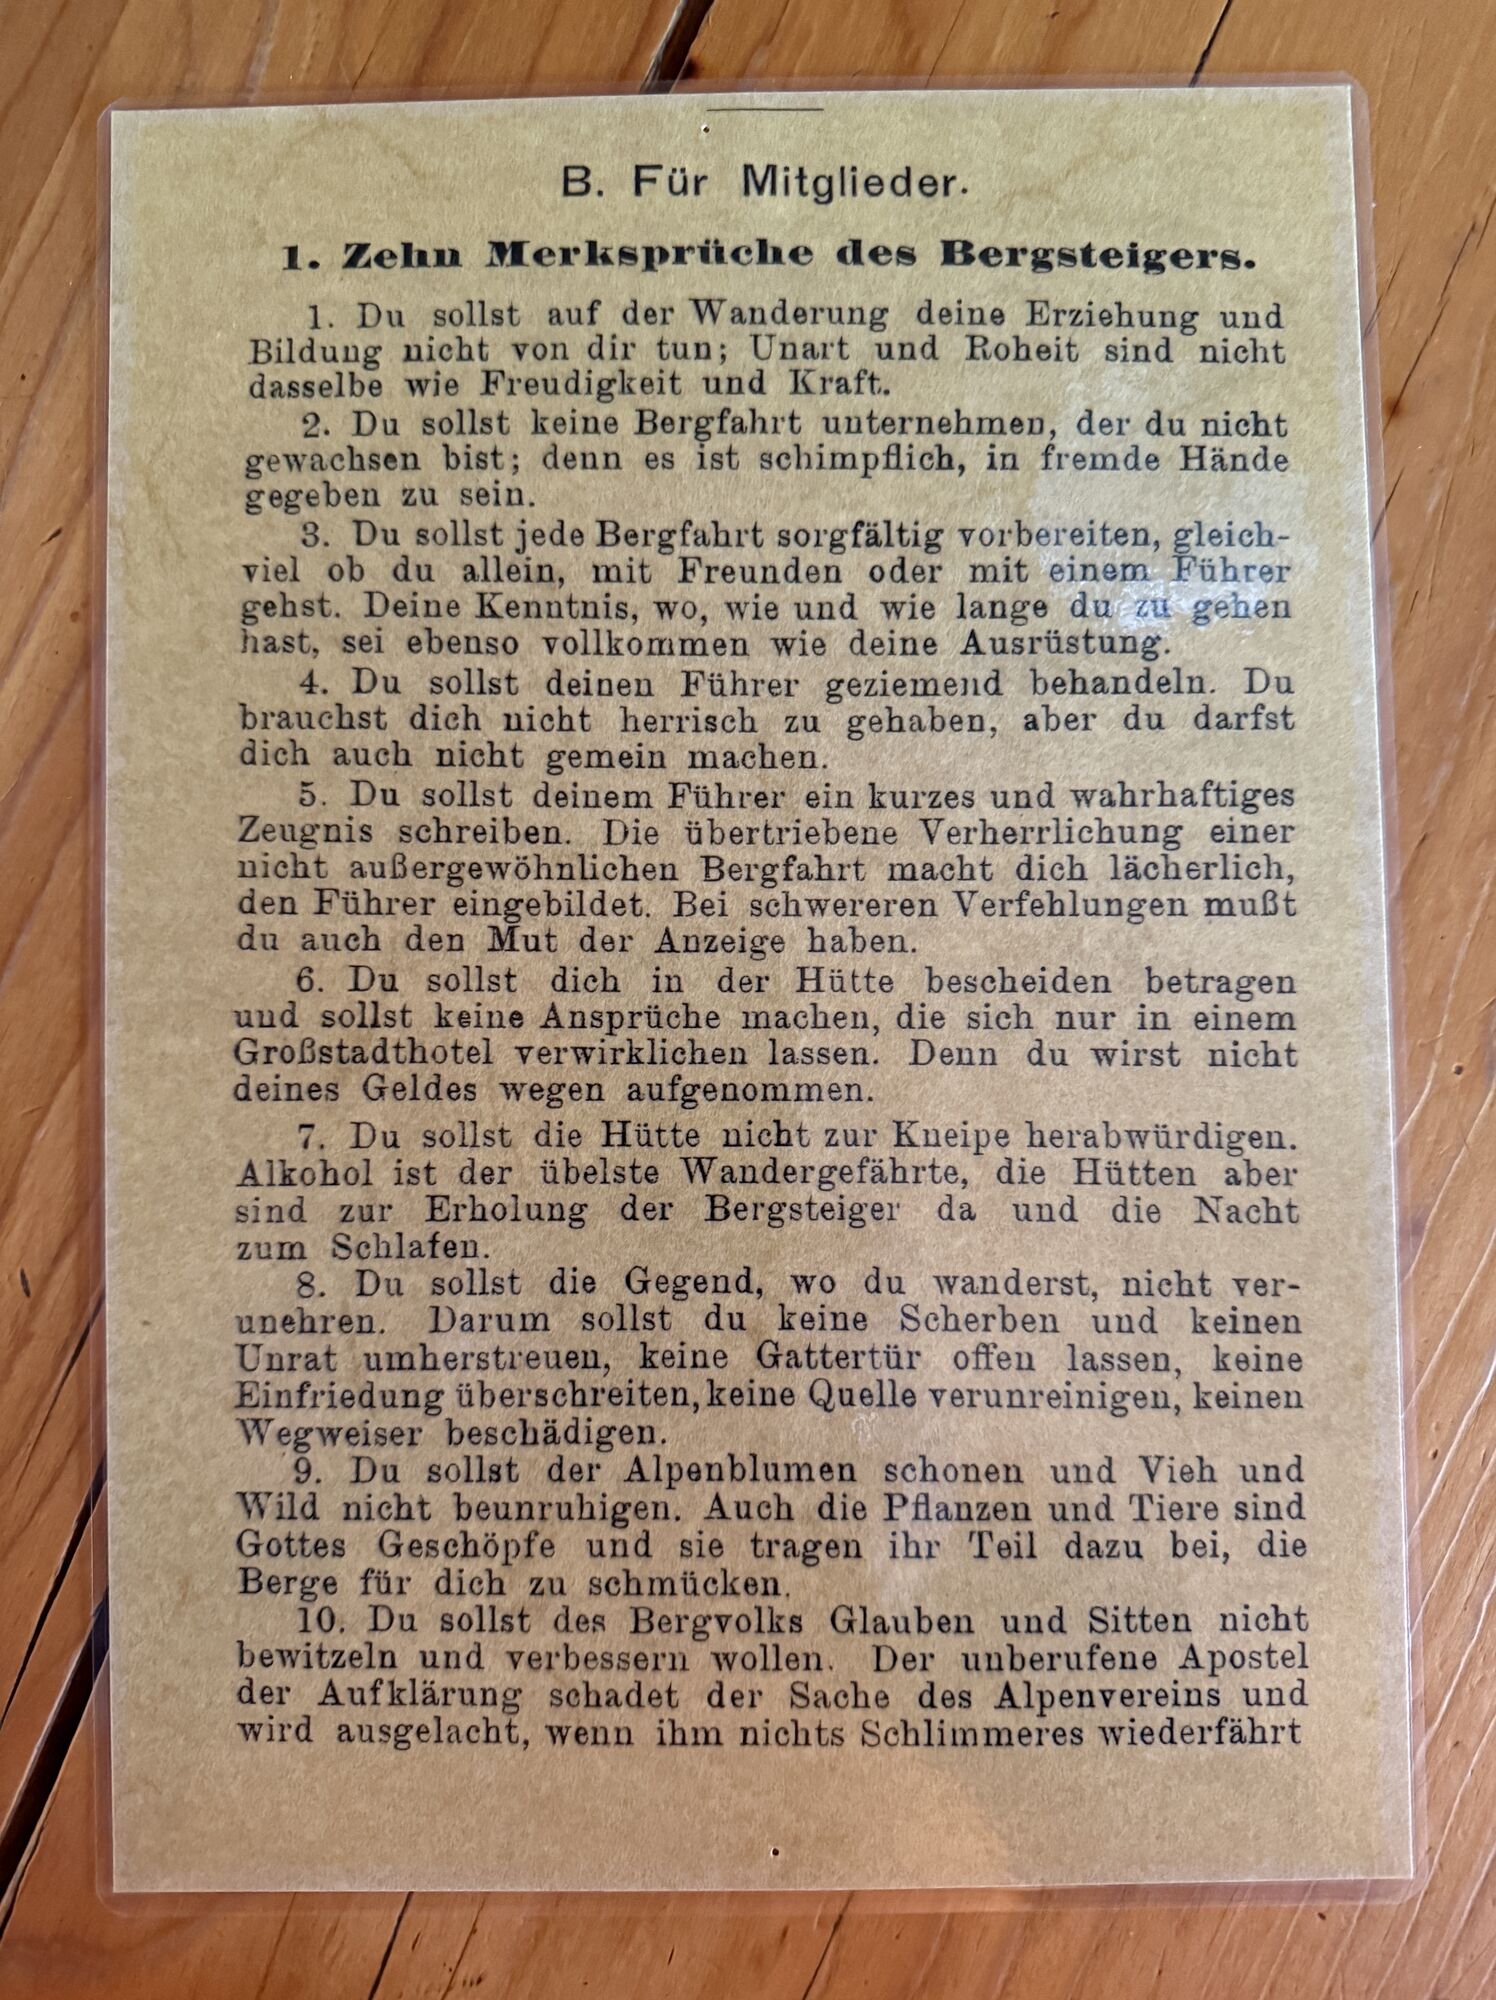 B. Für Mitglieder.
1. Zehn Merksprüche des Bergsteigers.
1. Du sollst auf der Wanderung deine Erziehung und
Bildung nicht von dir tun; Unart und Roheit sind nicht
dasselbe wie Freudigkeit und Kraft.
2. Du sollst keine Bergfahrt unternehmen, der du nicht
gewachsen bist; denn es ist schimpflich, in fremde Hände
gegeben zu sein.
3. Du sollst jede Bergfahrt sorgfältig vorbereiten, gleich-
viel ob du allein, mit Freunden oder mit einem Führer
gehst. Deine Kenntnis, wo, wie und wie lange du zu gehen
hast, sei ebenso vollkommen wie deine Ausrüstung.
4. Du sollst deinen Führer geziemend behandeln. Du
brauchst dich nicht herrisch zu gehaben, aber du darfst
dich auch nicht gemein machen.
5. Du sollst deinem Führer ein kurzes und wahrhaftiges
Zeugnis schreiben. Die übertriebene Verherrlichung einer
nicht außergewöhnlichen Bergfahrt macht dich lächerlich,
den Führer eingebildet. Bei schwereren Verfehlungen mußt
du auch den Mut der Anzeige haben.
6. Du sollst dich in der Hütte bescheiden betragen
und sollst keine Ansprüche machen, die sich nur in einem
Großstadthotel verwirklichen lassen. Denn du wirst nicht
deines Geldes wegen aufgenommen.
7. Du sollst die Hütte nicht zur Kneipe herabwürdigen.
Alkohol ist der übelste Wandergefährte, die Hütten aber
sind zur Erholung der Bergsteiger da und die Nacht
zum Schlafen.
8. Du sollst die Gegend, wo du wanderst, nicht ver-
unehren. Darum sollst du keine Scherben und keinen
Unrat umherstreuen, keine Gattertür offen lassen, keine
Einfriedung überschreiten, keine Quelle verunreinigen, keinen
Wegweiser beschädigen.
9. Du sollst der Alpenblumen schonen und Vieh und
Wild nicht beunruhigen. Auch die Pflanzen und Tiere sind
Gottes Geschöpfe und sie tragen ihr Teil dazu bei, die
Berge für dich zu schmücken.
10. Du sollst des Bergvolks Glauben und Sitten nicht
bewitzeln und verbessern wollen. Der unberufene Apostel
der Aufklärung schadet der Sache des Alpenvereins und
wird ausgelacht, wenn ihm nichts Schlimmeres wiederfährt